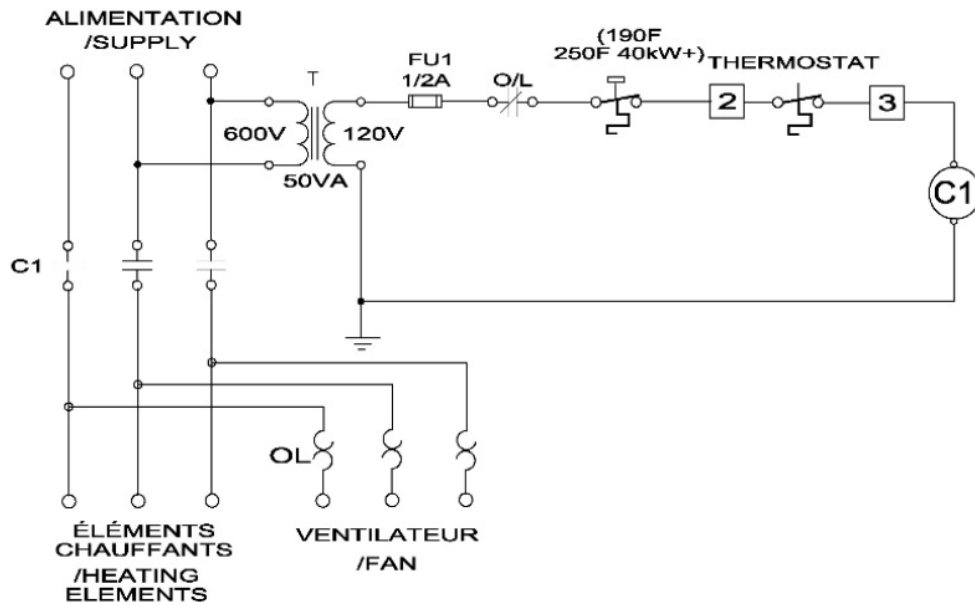 ALIMENTATION
/SUPPLY
T
600V
120V
50VA
FU1
1/2A
O/L
(190F
250F 40kW+)
2
THERMOSTAT
3
C1
C1
OL
ÉLÉMENTS
CHAUFFANTS
/HEATING
ELEMENTS
VENTILATEUR
/FAN